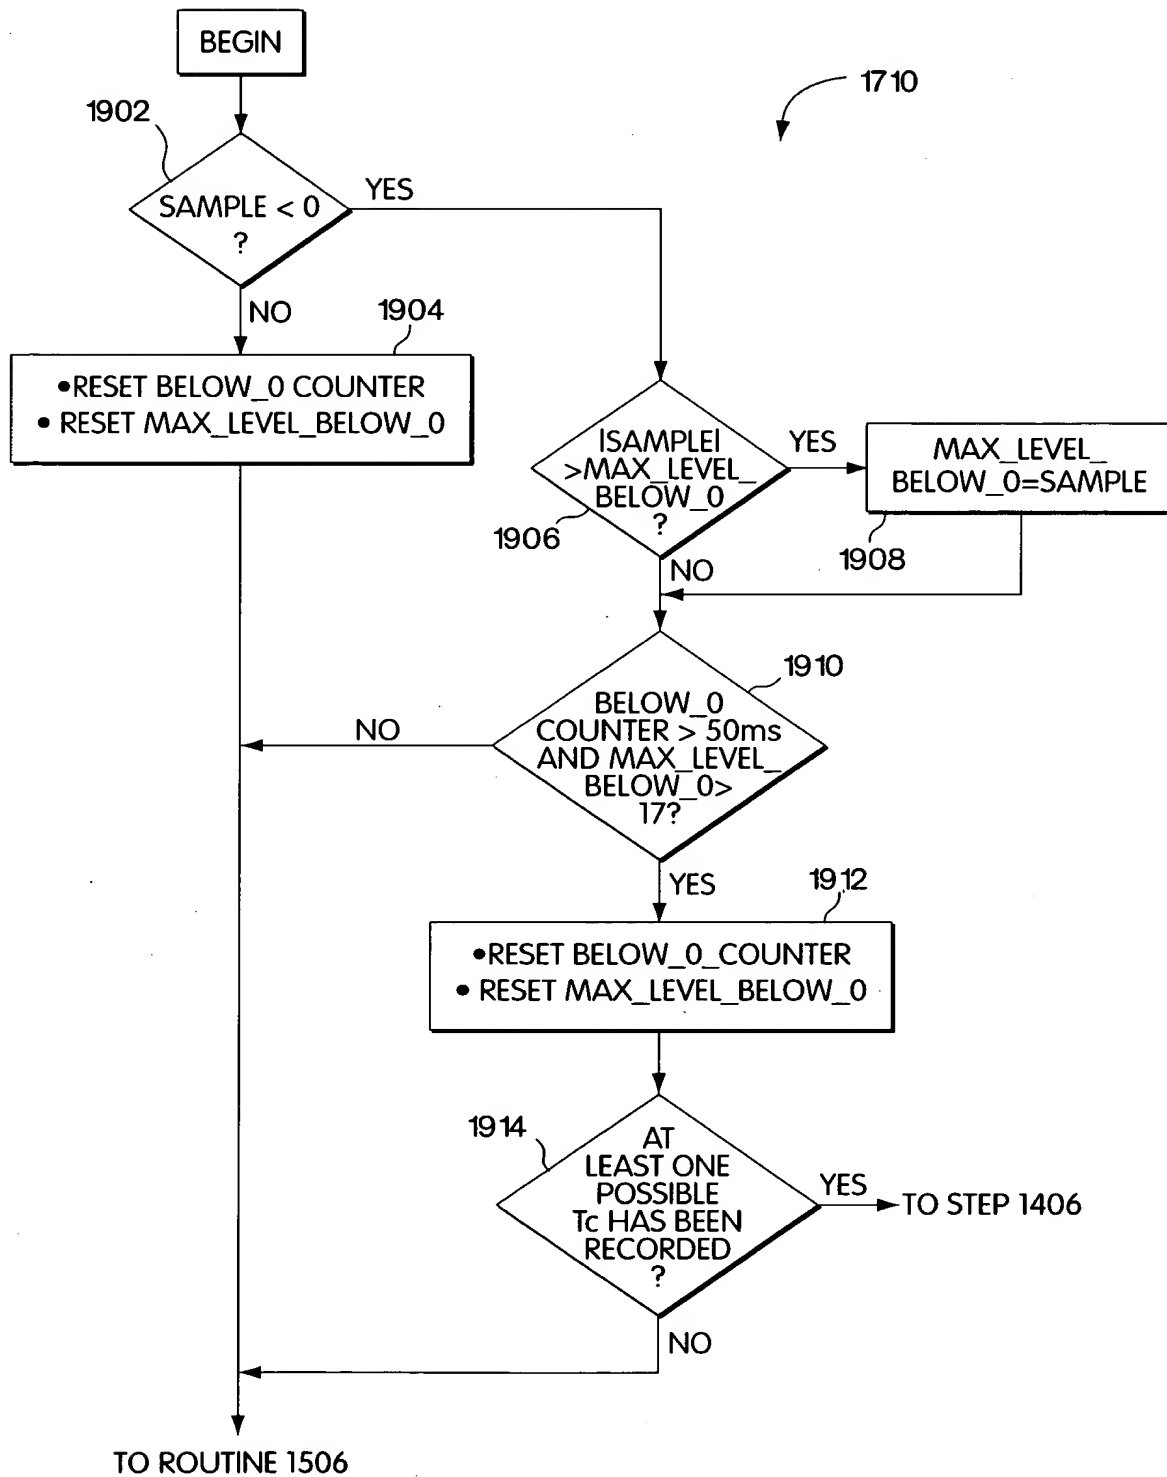 BEGIN
1710
1902
SAMPLE < 0
?
YES
NO
1904
•RESET BELOW_0 COUNTER
• RESET MAX_LEVEL_BELOW_0
|SAMPLE|
>MAX_LEVEL_
BELOW_0
?
1906
YES
MAX_LEVEL_
BELOW_0=SAMPLE
1908
NO
1910
BELOW_0
COUNTER > 50ms
AND MAX_LEVEL_
BELOW_0>
17?
NO
YES
1912
•RESET BELOW_0_COUNTER
• RESET MAX_LEVEL_BELOW_0
1914
AT
LEAST ONE
POSSIBLE
Tc HAS BEEN
RECORDED
?
YES
TO STEP 1406
NO
TO ROUTINE 1506